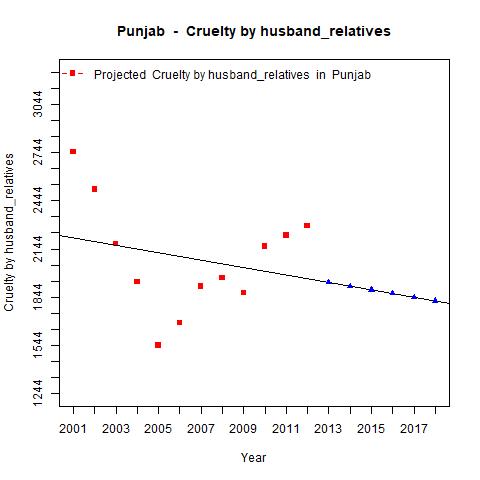 Punjab - Cruelty by husband_relatives
Projected Cruelty by husband_relatives in Punjab
Cruelty by husband_relatives
3044
2744
2444
2144
1844
1544
1244
2001 2003 2005 2007 2009 2011 2013 2015 2017
Year